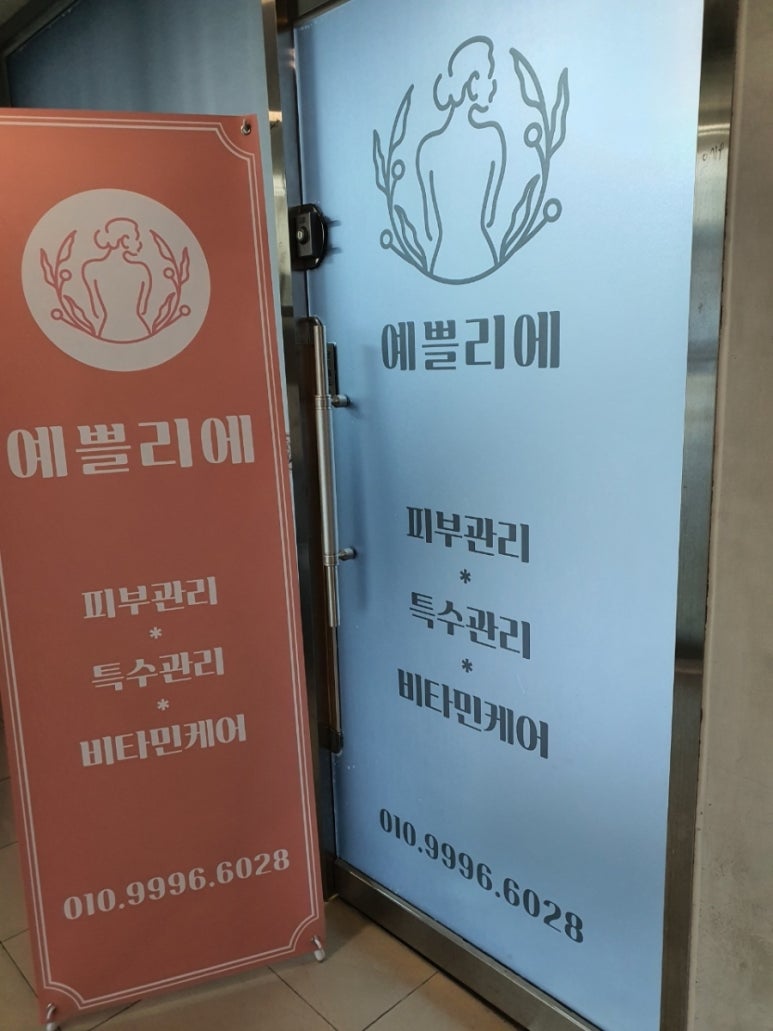 예쁠리에
피부관리
*
특수관리
*
비타민케어
010.9996.6028
예쁠리에
피부관리
*
특수관리
*
비타민케어
010.9996.6028